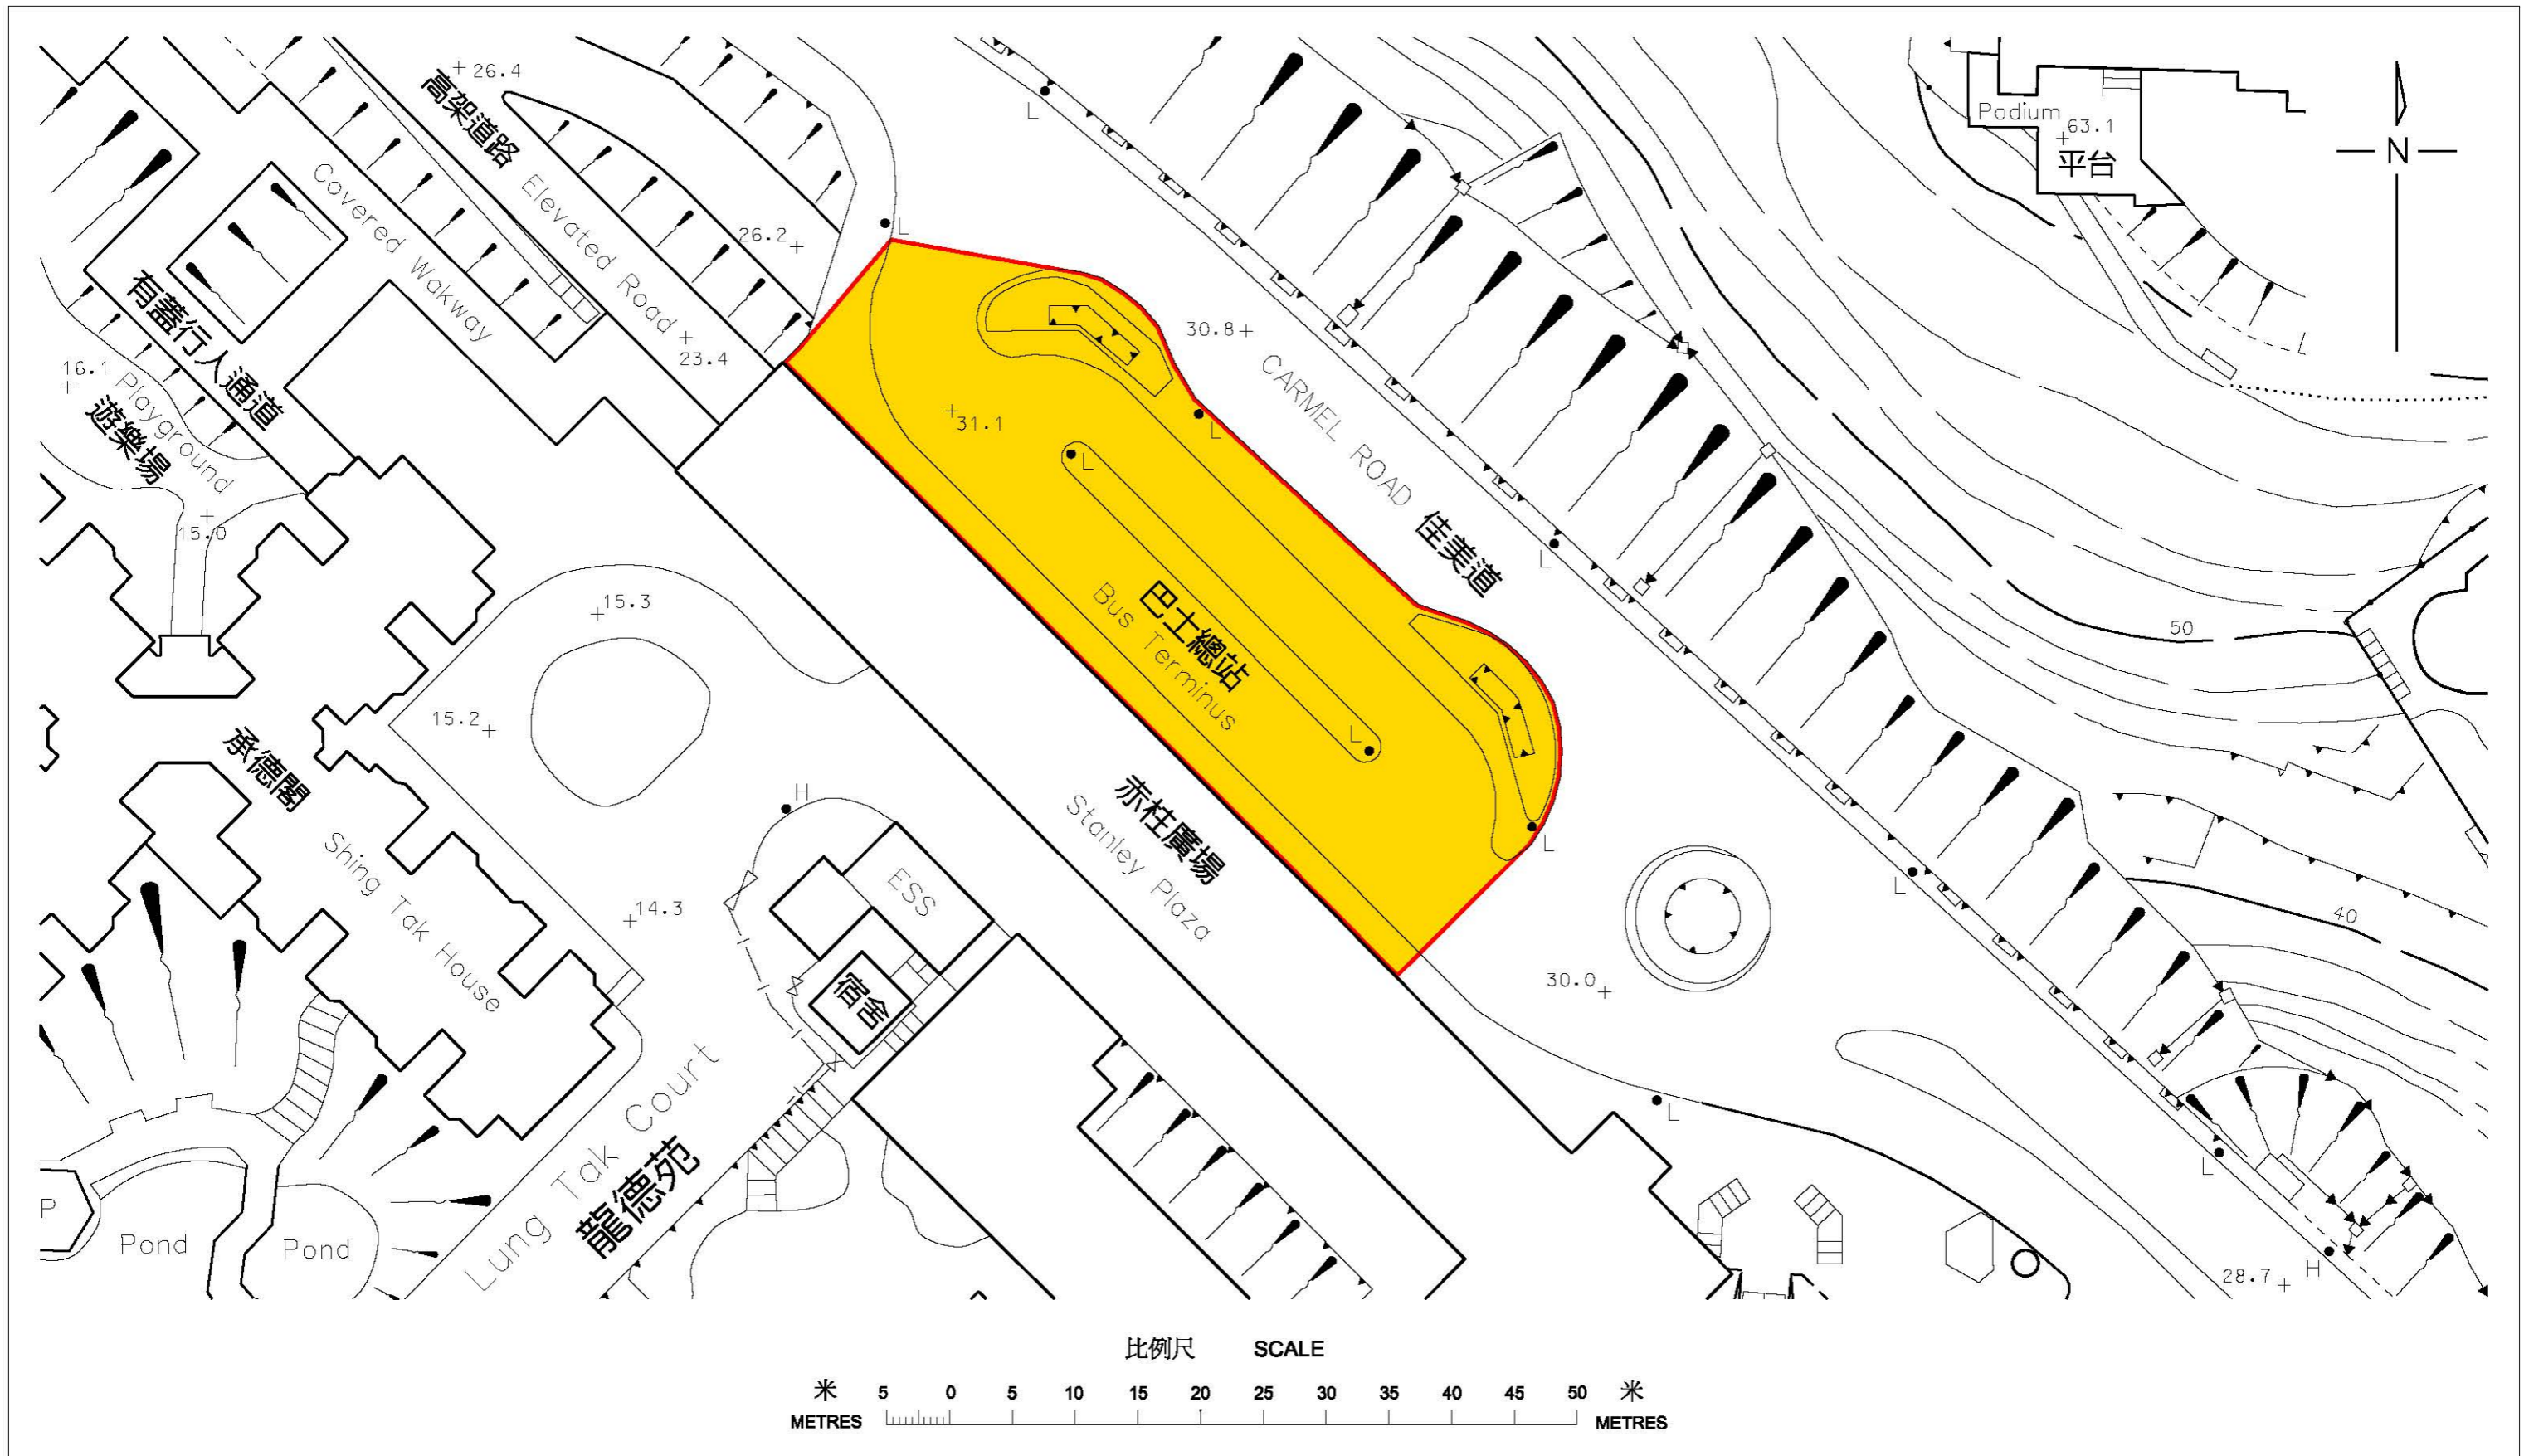 +26.4
高架道路
Elevated Road
Podium
+63.1
平台
N
L
L
26.2+
Covered Wakway
有蓋行人通道
23.4
16.1
Playground
遊樂場
15.0
30.8+
CARMEL ROAD 佳美道
+31.1
L
L
L
L
L
巴士總站
Bus Terminus
50
+15.3
15.2+
承德閣
Shing Tak House
H
L
赤柱廣場
Stanley Plaza
ESS
宿舍
+14.3
L
40
30.0+
L
Lung Tak Court
龍德苑
L
P
Pond
Pond
28.7+
H
比例尺 SCALE
米 5 0 5 10 15 20 25 30 35 40 45 50 米
METRES METRES